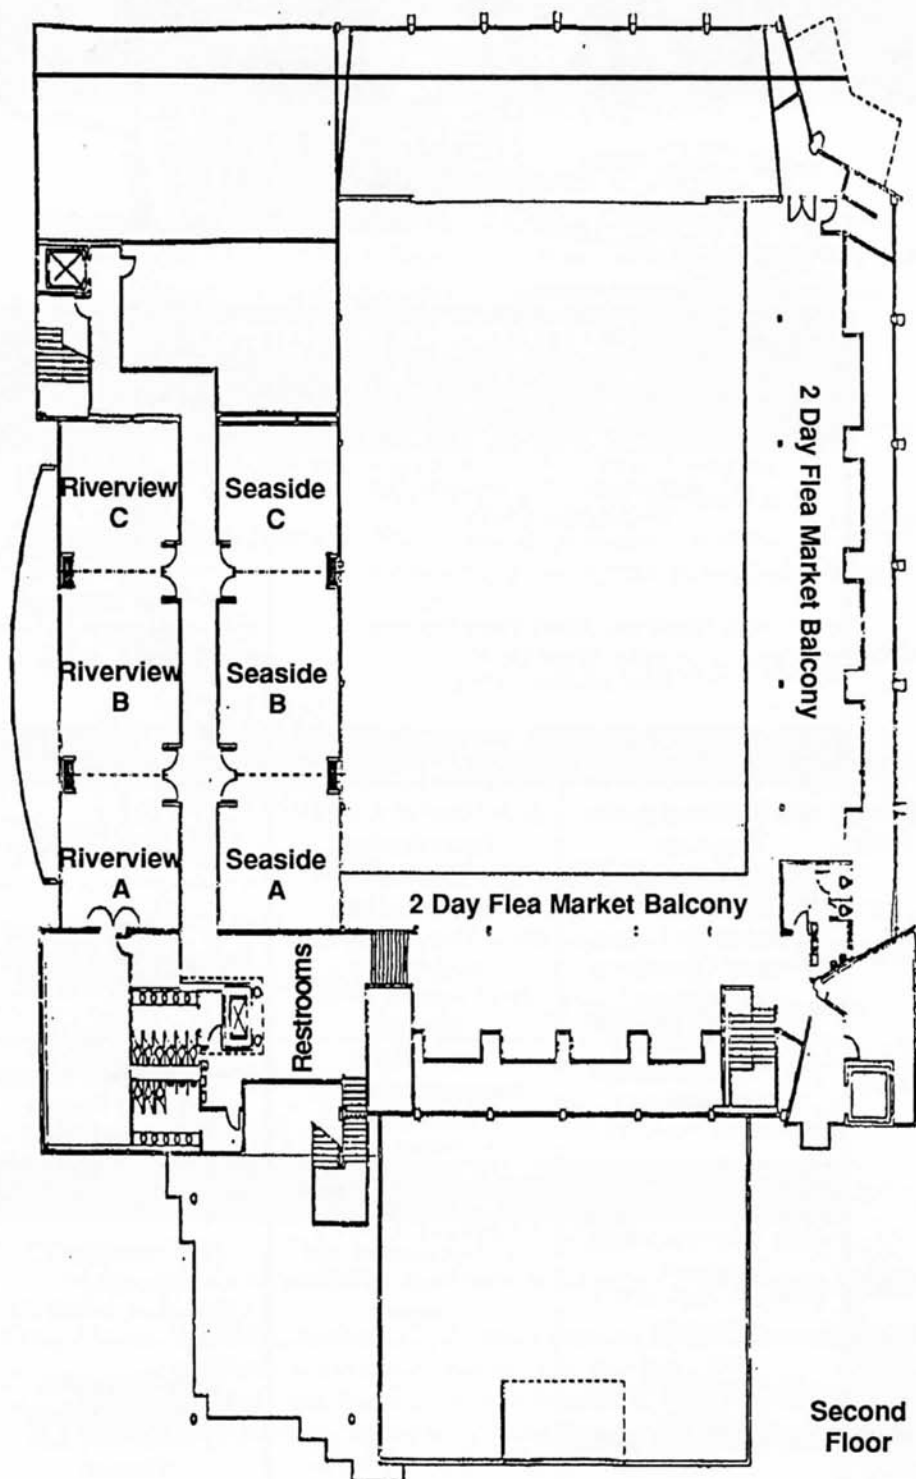 Riverview
C
Seaside
C
2 Day Flea Market Balcony
Riverview
B
Seaside
B
Riverview
A
Seaside
A
2 Day Flea Market Balcony
Restrooms
Second
Floor